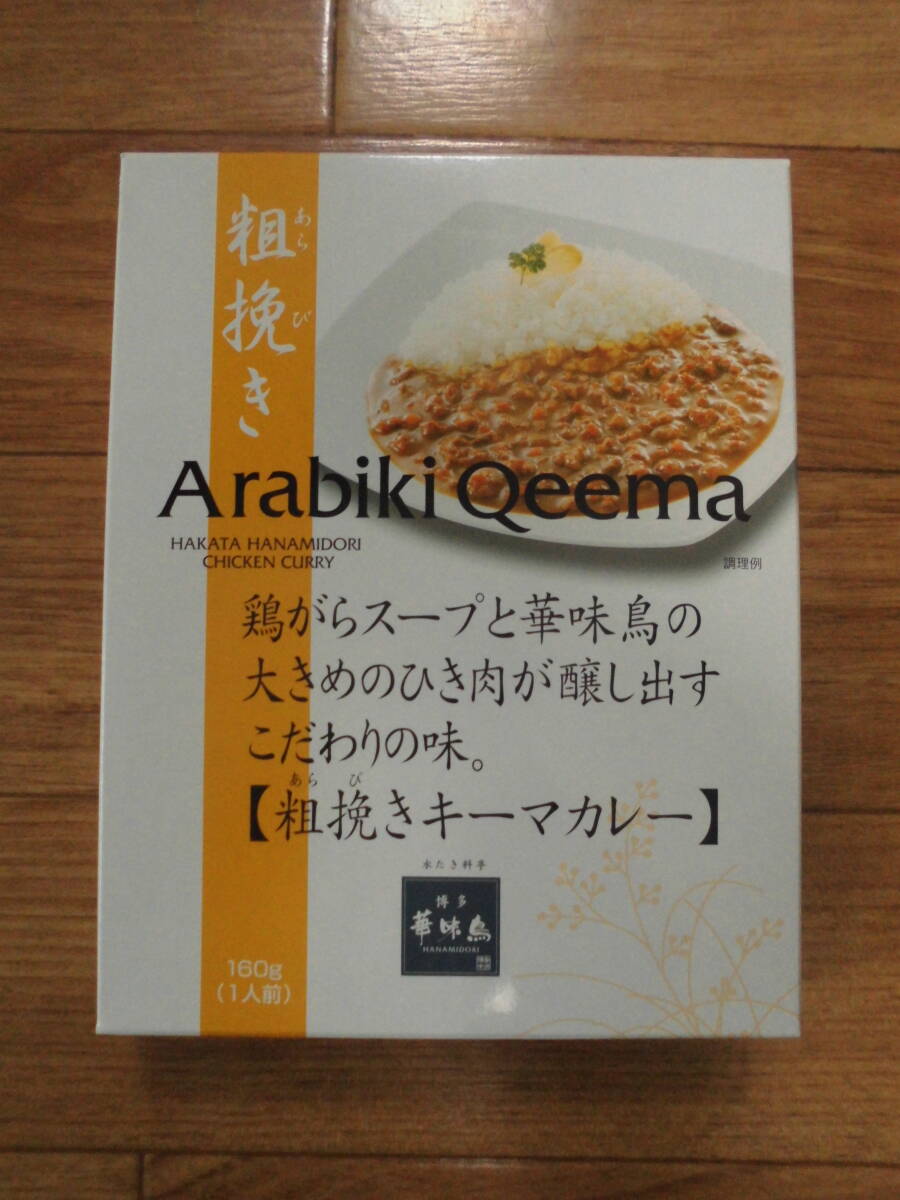 粗挽き
あら
び
Arabiki Qeema
HAKATA HANAMIDORI
CHICKEN CURRY
調理例
鶏がらスープと華味鳥の
大きめのひき肉が醸し出す
こだわりの味。
あら び
【粗挽きキーマカレー】
水たき料亭
博多
華味鳥
HANAMIDORI
160g
(1人前)